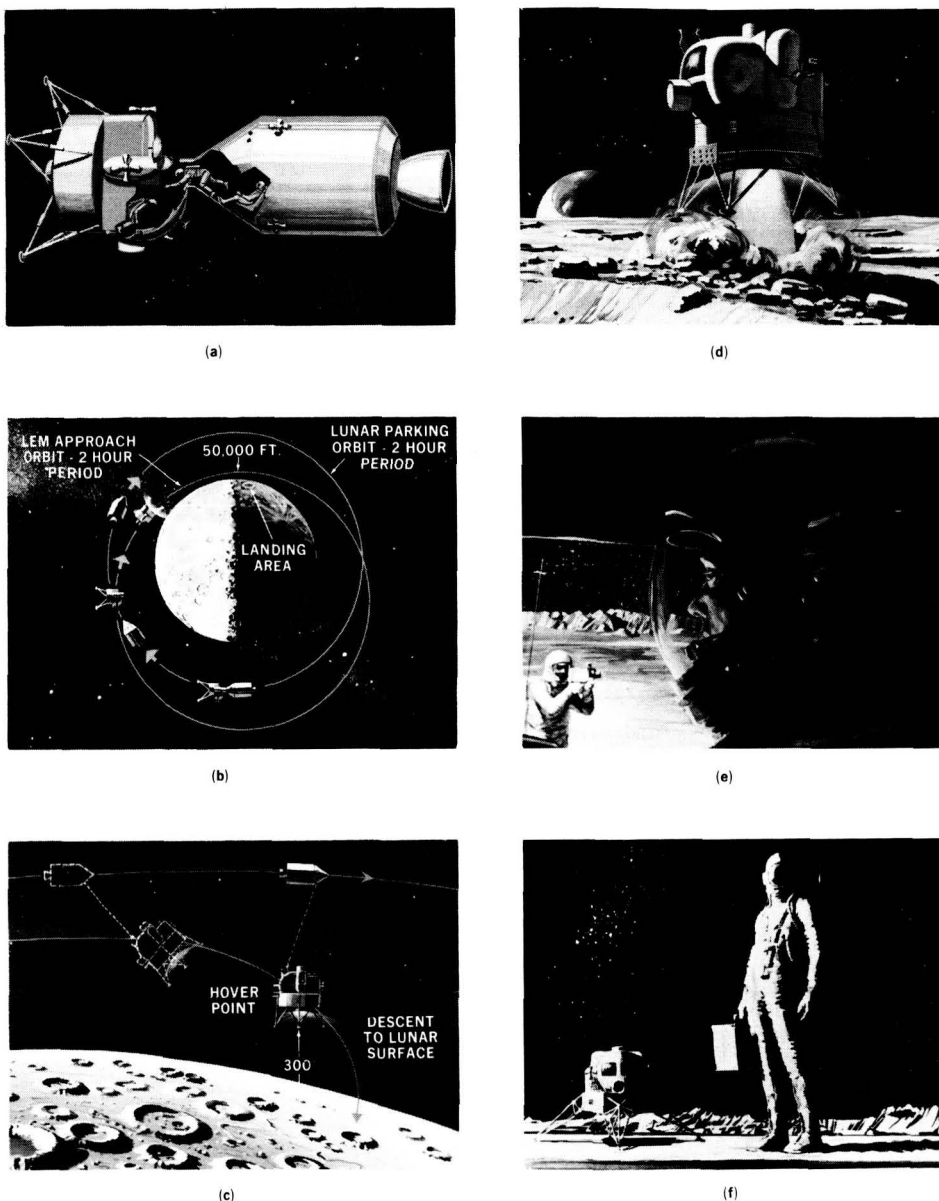 (a)
(d)
LEM APPROACH
ORBIT - 2 HOUR
PERIOD
50,000 FT.
LUNAR PARKING
ORBIT - 2 HOUR
PERIOD
LANDING
AREA
(b)
(e)
HOVER
POINT
DESCENT
TO LUNAR
SURFACE
300
(c)
(f)